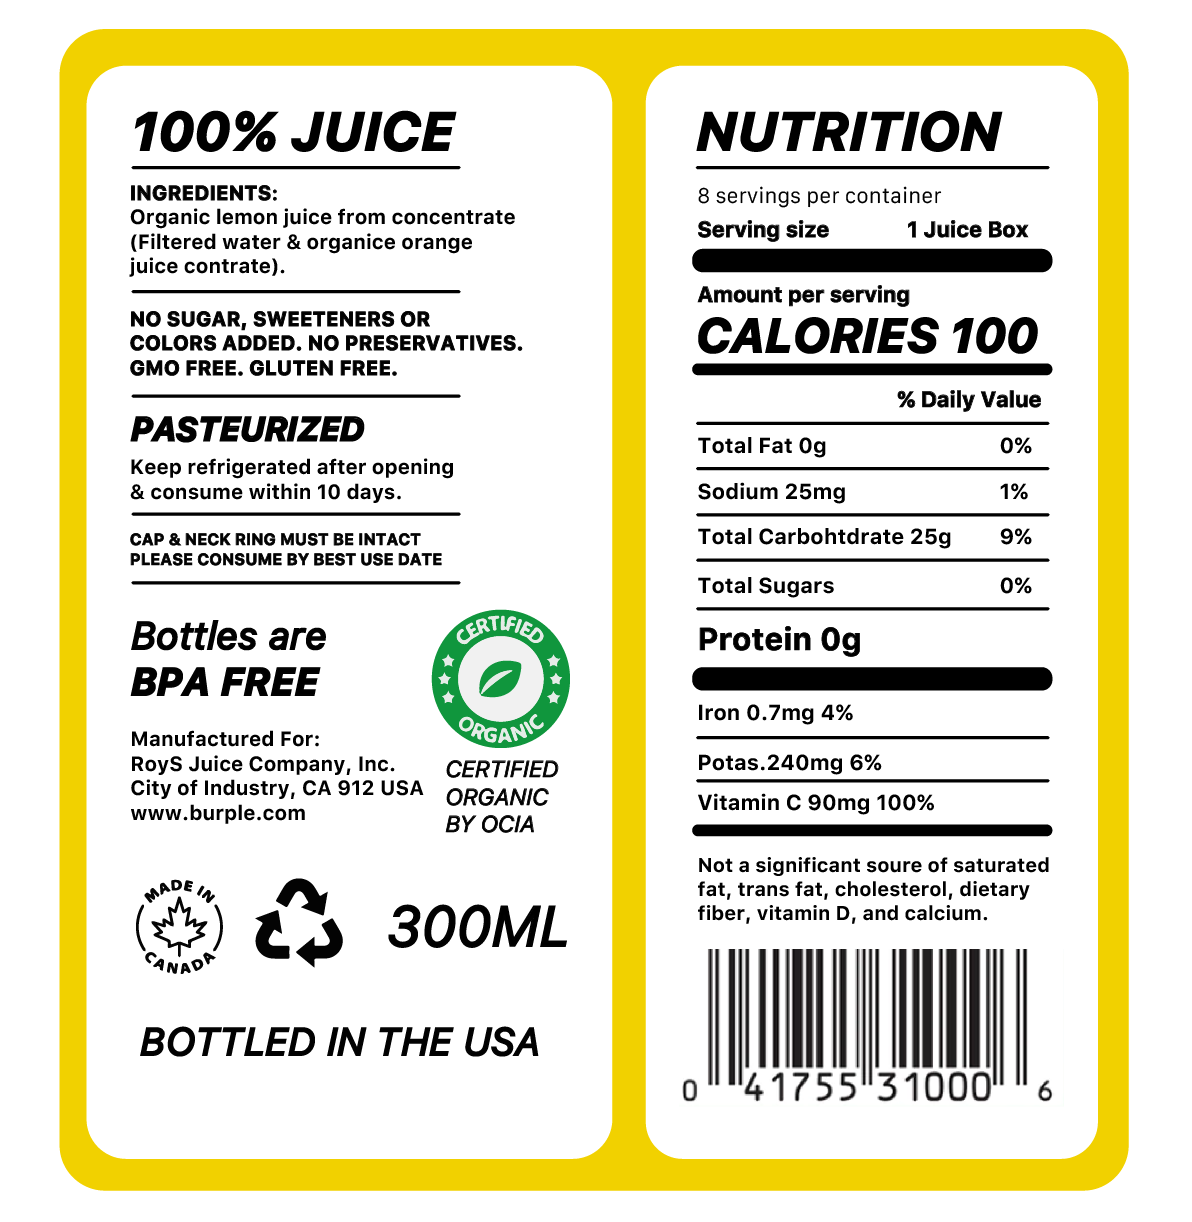 100% JUICE
INGREDIENTS:
Organic lemon juice from concentrate
(Filtered water & organice orange
juice contrate).
NO SUGAR, SWEETENERS OR
COLORS ADDED. NO PRESERVATIVES.
GMO FREE. GLUTEN FREE.
PASTEURIZED
Keep refrigerated after opening
& consume within 10 days.
CAP & NECK RING MUST BE INTACT
PLEASE CONSUME BY BEST USE DATE
Bottles are
BPA FREE
Manufactured For:
RoyS Juice Company, Inc.
City of Industry, CA 912 USA
www.burple.com
CERTIFIED
ORGANIC
CERTIFIED
ORGANIC
BY OCIA
MADE IN
CANADA
300ML
BOTTLED IN THE USA
NUTRITION
8 servings per container
Serving size 1 Juice Box
Amount per serving
CALORIES 100
% Daily Value
Total Fat 0g 0%
Sodium 25mg 1%
Total Carbohtdrate 25g 9%
Total Sugars 0%
Protein 0g
Iron 0.7mg 4%
Potas.240mg 6%
Vitamin C 90mg 100%
Not a significant soure of saturated
fat, trans fat, cholesterol, dietary
fiber, vitamin D, and calcium.
0 41755 31000 6